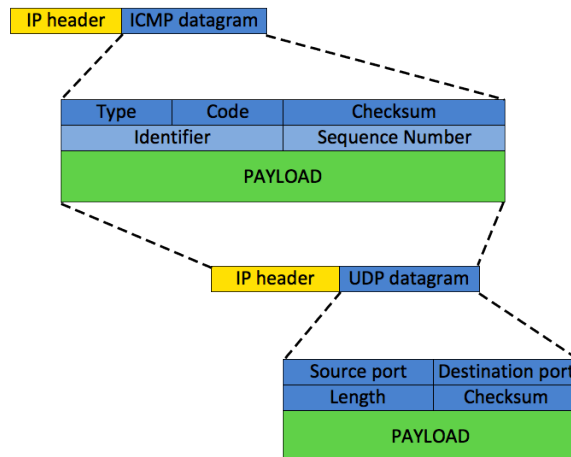 IP header ICMP datagram
Type Code Checksum
Identifier Sequence Number
PAYLOAD
IP header UDP datagram
Source port Destination port
Length Checksum
PAYLOAD